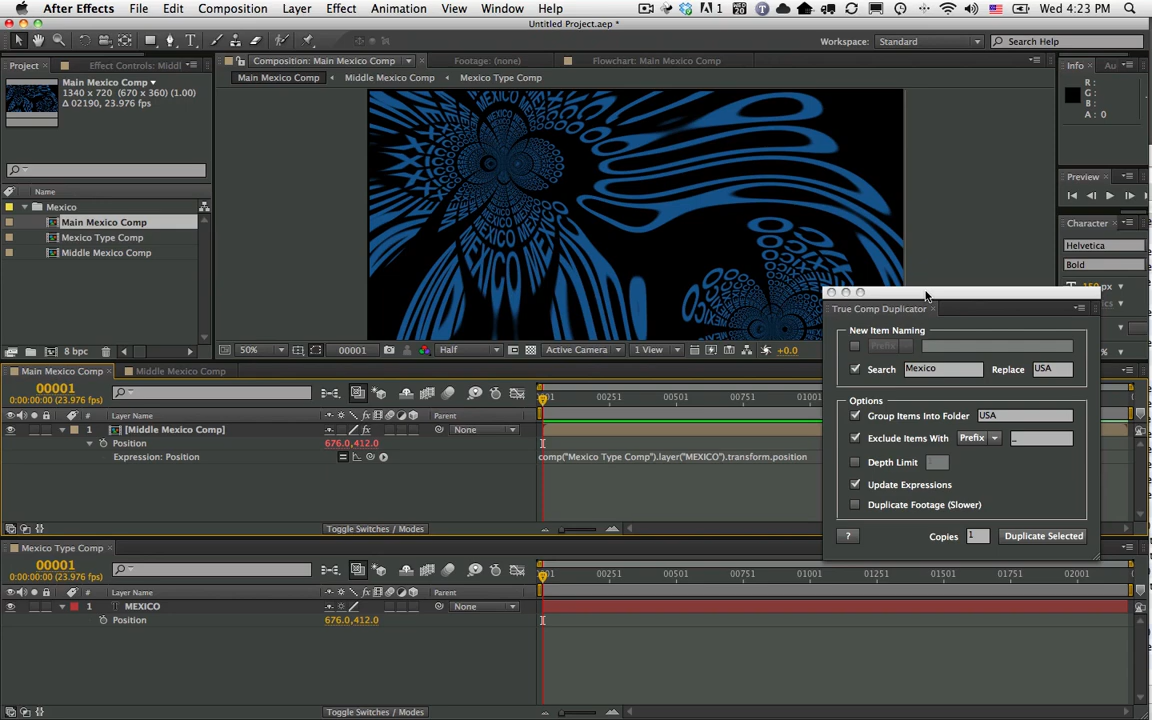 After Effects File Edit Composition Layer Effect Animation View Window Help 1 Wed 4:23 PM
Untitled Project.aep *
Workspace: Standard Search Help
Project Effect Controls: Middl Composition: Main Mexico Comp Footage: (none) Flowchart: Main Mexico Comp Info Au
Main Mexico Comp Middle Mexico Comp Mexico Type Comp
Main Mexico Comp
1340 x 720 (670 x 360) (1.00)
Δ 02190, 23.976 fps
R :
G :
B :
A : 0
Preview
Name
Mexico
Main Mexico Comp
Mexico Type Comp
Middle Mexico Comp
Character
Helvetica
Bold
px
8 bpc 50% 00001 Half Active Camera 1 View +0.0
True Comp Duplicator
New Item Naming
Prefix
Search Mexico Replace USA
Options
Group Items Into Folder USA
Exclude Items With Prefix _
Depth Limit
Update Expressions
Duplicate Footage (Slower)
? Copies 1 Duplicate Selected
Main Mexico Comp Middle Mexico Comp
00001
0:00:00:00 (23.976 fps)
00251 00501 00751
# Layer Name Parent
1 [Middle Mexico Comp] None
Position 676.0,412.0
Expression: Position comp("Mexico Type Comp").layer("MEXICO").transform.position
Toggle Switches / Modes
Mexico Type Comp
00001
0:00:00:00 (23.976 fps)
00251 00501 00751 01001 01251 01501 01751 02001
# Layer Name Parent
1 T MEXICO None
Position 676.0,412.0
Toggle Switches / Modes